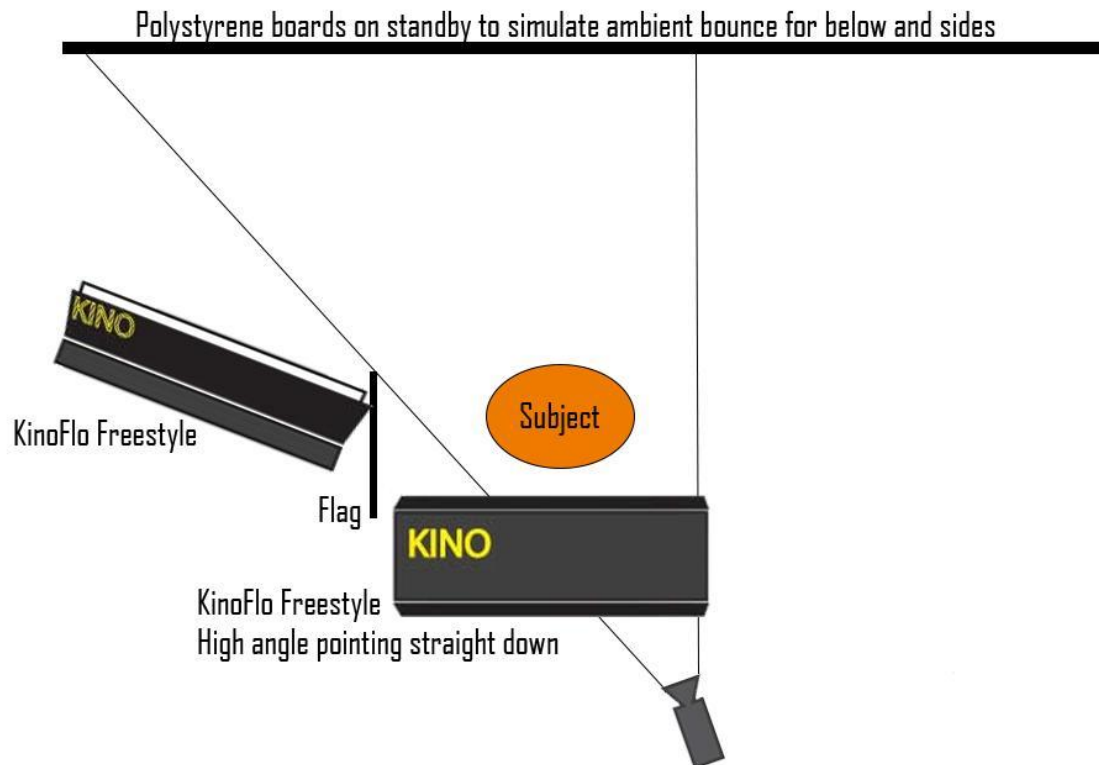 Polystyrene boards on standby to simulate ambient bounce for below and sides
KINO
KinoFlo Freestyle
Subject
Flag
KINO
KinoFlo Freestyle
High angle pointing straight down